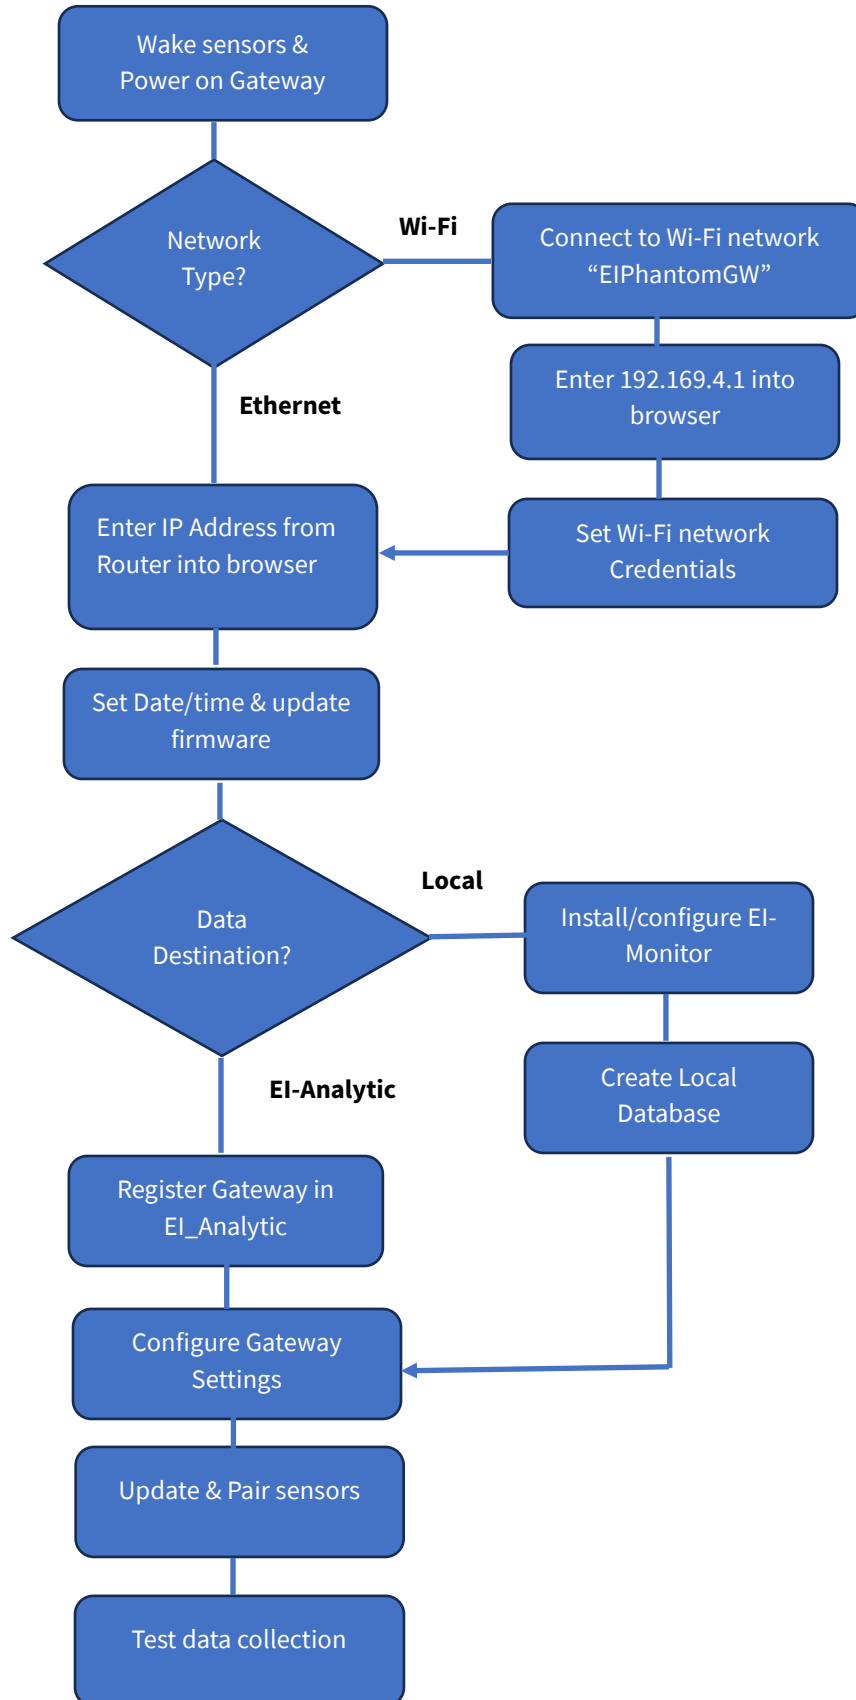 Wake sensors &
Power on Gateway
Network
Type?
Wi-Fi
Connect to Wi-Fi network
“EIPhantomGW”
Enter 192.169.4.1 into
browser
Ethernet
Set Wi-Fi network
Credentials
Enter IP Address from
Router into browser
Set Date/time & update
firmware
Data
Destination?
Local
Install/configure EI-
Monitor
Create Local
Database
EI-Analytic
Register Gateway in
EI_Analytic
Configure Gateway
Settings
Update & Pair sensors
Test data collection